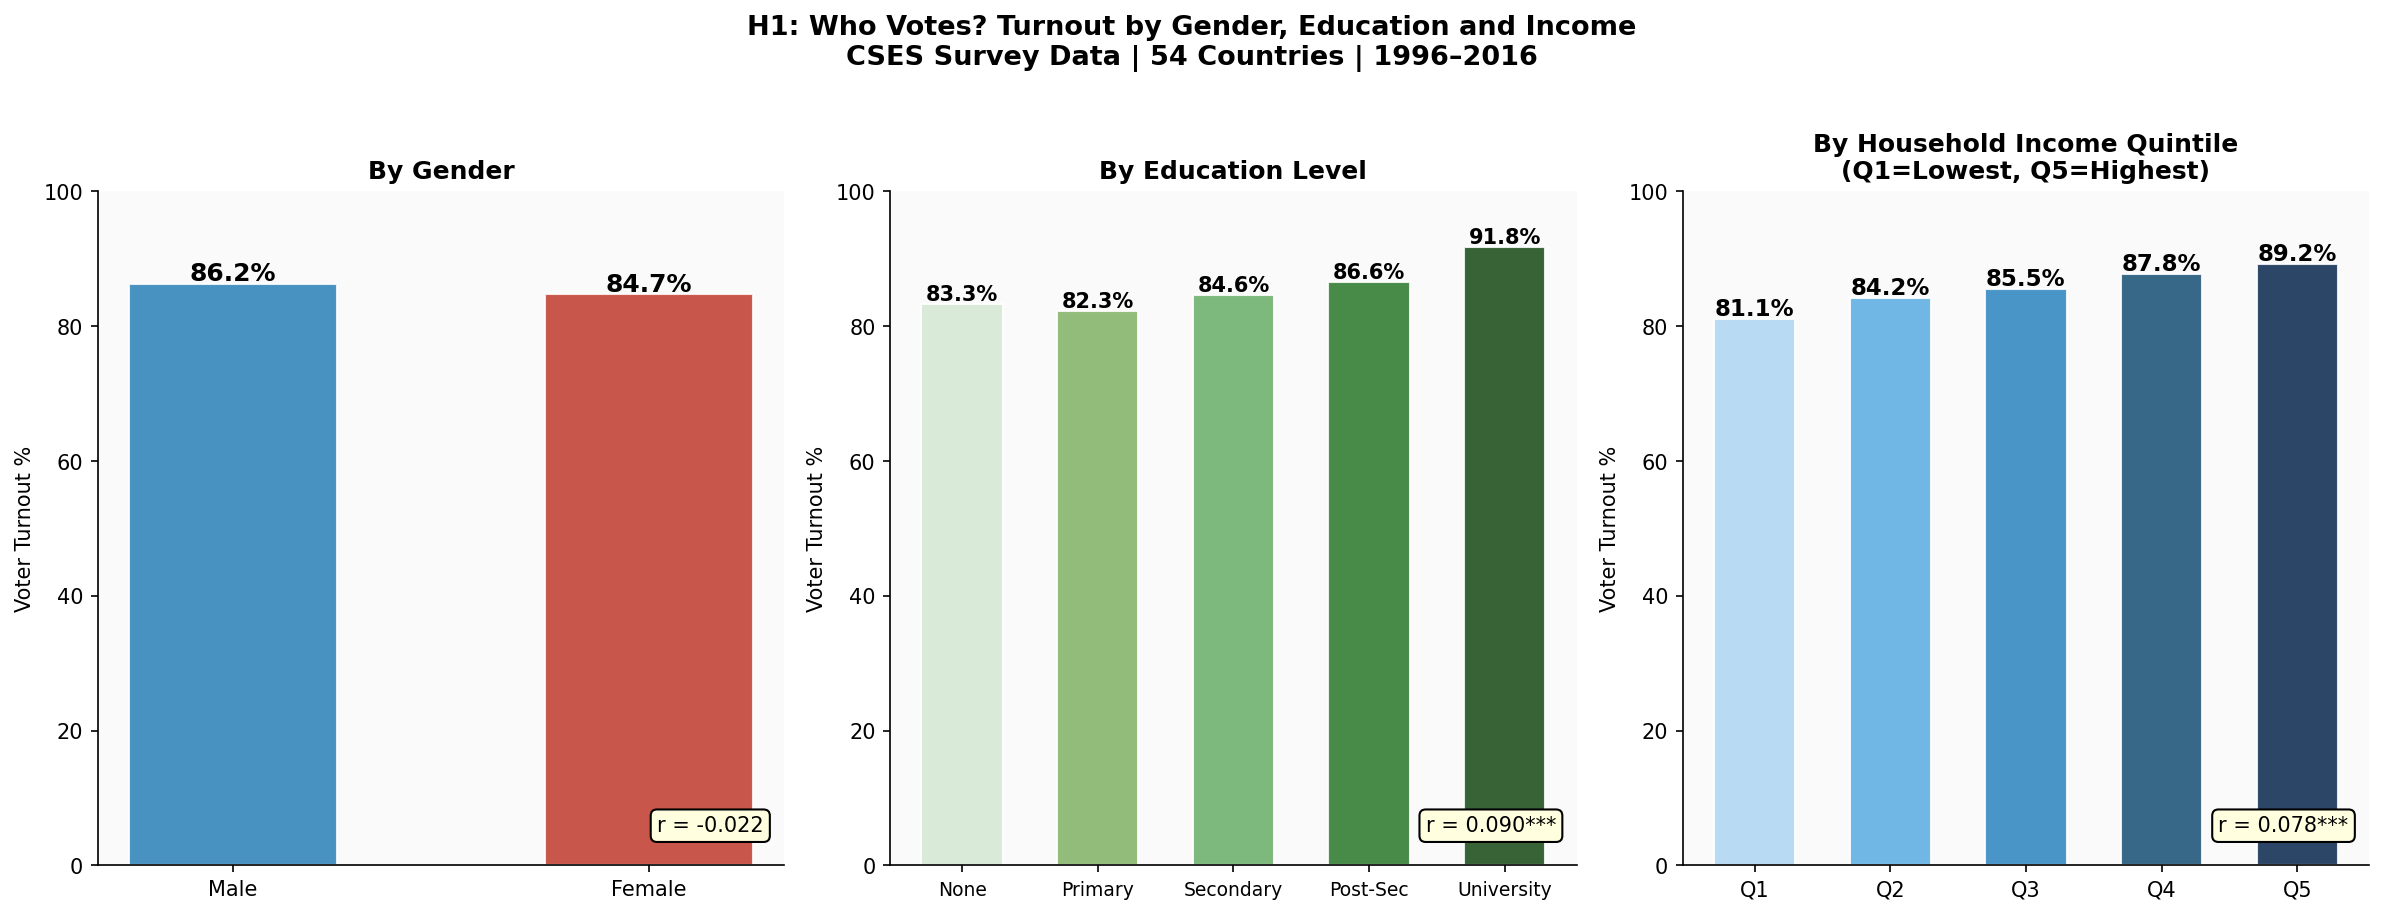 H1: Who Votes? Turnout by Gender, Education and Income
CSES Survey Data | 54 Countries | 1996–2016
By Gender
Voter Turnout %
100
80
60
40
20
0
86.2%
84.7%
r = -0.022
Male
Female
By Education Level
Voter Turnout %
100
80
60
40
20
0
83.3%
82.3%
84.6%
86.6%
91.8%
r = 0.090***
None
Primary
Secondary
Post-Sec
University
By Household Income Quintile
(Q1=Lowest, Q5=Highest)
Voter Turnout %
100
80
60
40
20
0
81.1%
84.2%
85.5%
87.8%
89.2%
r = 0.078***
Q1
Q2
Q3
Q4
Q5